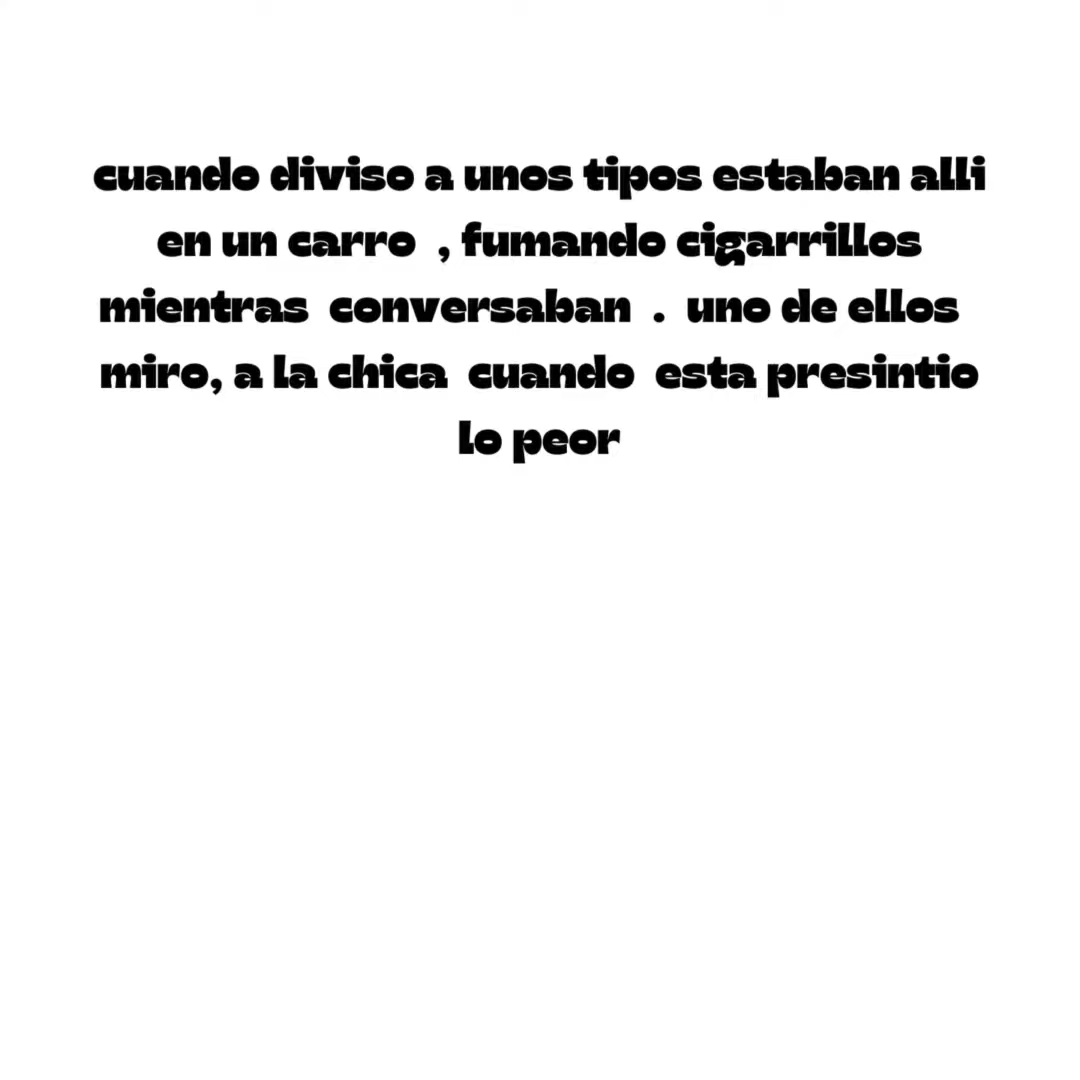 cuando diviso a unos tipos estaban alli
en un carro , fumando cigarrillos
mientras conversaban . uno de ellos
miro, a la chica cuando esta presintio
lo peor